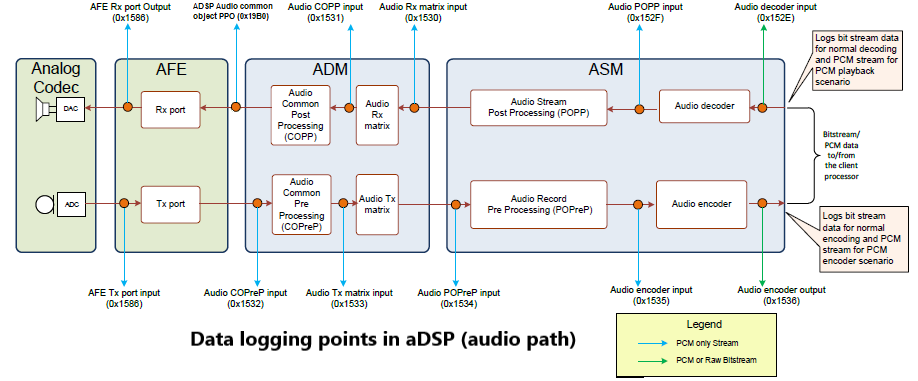 AFE Rx port Output
(0x1586)
ADSP Audio common
object PPO (0x19B0)
Audio COPP input
(0x1531)
Audio Rx matrix input
(0x1530)
Audio POPP input
(0x152F)
Audio decoder input
(0x152E)
Logs bit stream data
for normal decoding
and PCM stream for
PCM playback
scenario
Analog
Codec
AFE
ADM
ASM
DAC
Rx port
Audio
Common
Post
Processing
(COPP)
Audio
Rx
matrix
Audio Stream
Post Processing (POPP)
Audio decoder
Bitstream/
PCM data
to/from
the client
processor
ADC
Tx port
Audio
Common
Pre
Processing
(COPreP)
Audio Tx
matrix
Audio Record
Pre Processing (POPreP)
Audio encoder
Logs bit stream
data for normal
encoding and PCM
stream for PCM
encoder scenario
AFE Tx port input
(0x1586)
Audio COPreP input
(0x1532)
Audio Tx matrix input
(0x1533)
Audio POPreP input
(0x1534)
Audio encoder input
(0x1535)
Audio encoder output
(0x1536)
Data logging points in aDSP (audio path)
Legend
PCM only Stream
PCM or Raw Bitstream